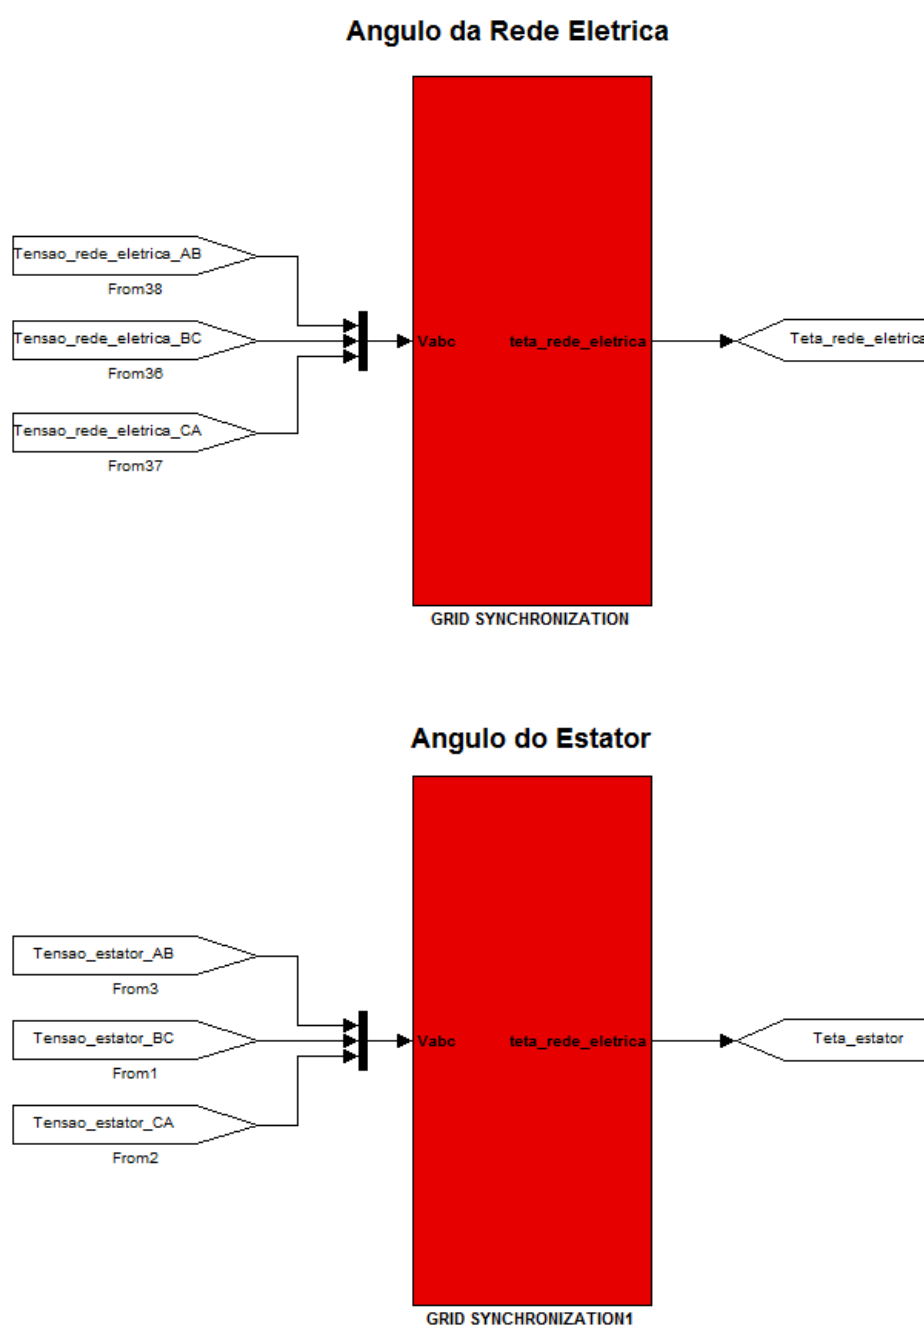 Angulo da Rede Eletrica
Tensao_rede_eletrica_AB
From38
Tensao_rede_eletrica_BC
From36
Tensao_rede_eletrica_CA
From37
Vabc
teta_rede_eletrica
Teta_rede_eletrica
GRID SYNCHRONIZATION
Angulo do Estator
Tensao_estator_AB
From3
Tensao_estator_BC
From1
Tensao_estator_CA
From2
Vabc
teta_rede_eletrica
Teta_estator
GRID SYNCHRONIZATION1